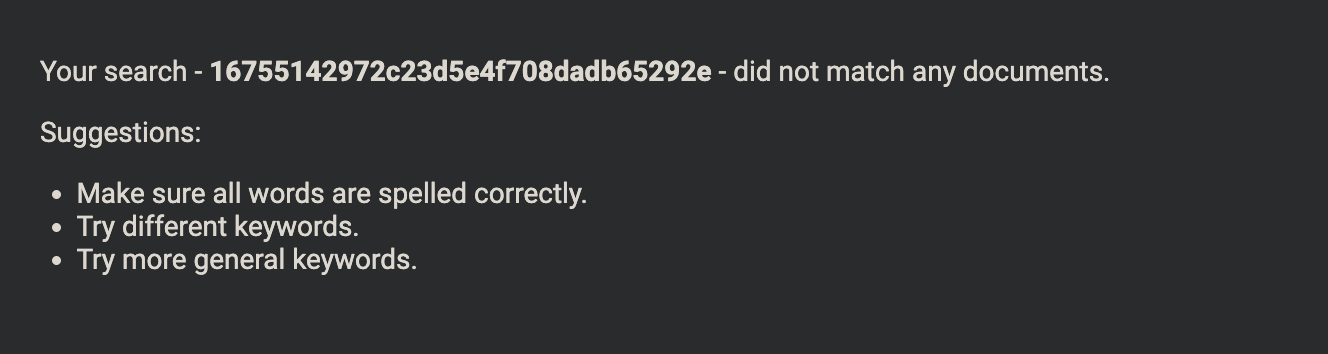 Your search - 16755142972c23d5e4f708dadb65292e - did not match any documents.
Suggestions:
• Make sure all words are spelled correctly.
• Try different keywords.
• Try more general keywords.